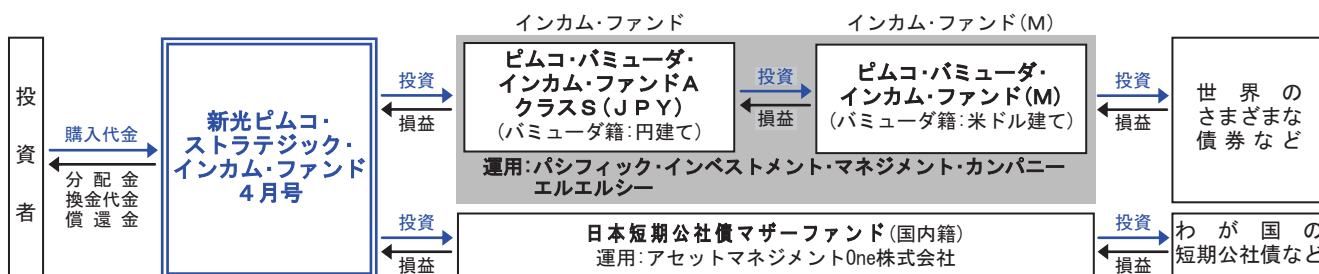 インカム・ファンド
インカム・ファンド(M)
投資者
購入代金
分配金
換金代金
償還金
新光ピムコ・
ストラテジック・
インカム・ファンド
4月号
投資
損益
ピムコ・バミューダ・
インカム・ファンドA
クラスS(JPY)
(バミューダ籍:円建て)
投資
損益
ピムコ・バミューダ・
インカム・ファンド(M)
(バミューダ籍:米ドル建て)
運用:パシフィック・インベストメント・マネジメント・カンパニー
エルエルシー
投資
損益
世界の
さまざまな
債券など
投資
損益
日本短期公社債マザーファンド(国内籍)
運用:アセットマネジメントOne株式会社
投資
損益
わが国の
短期公社債など